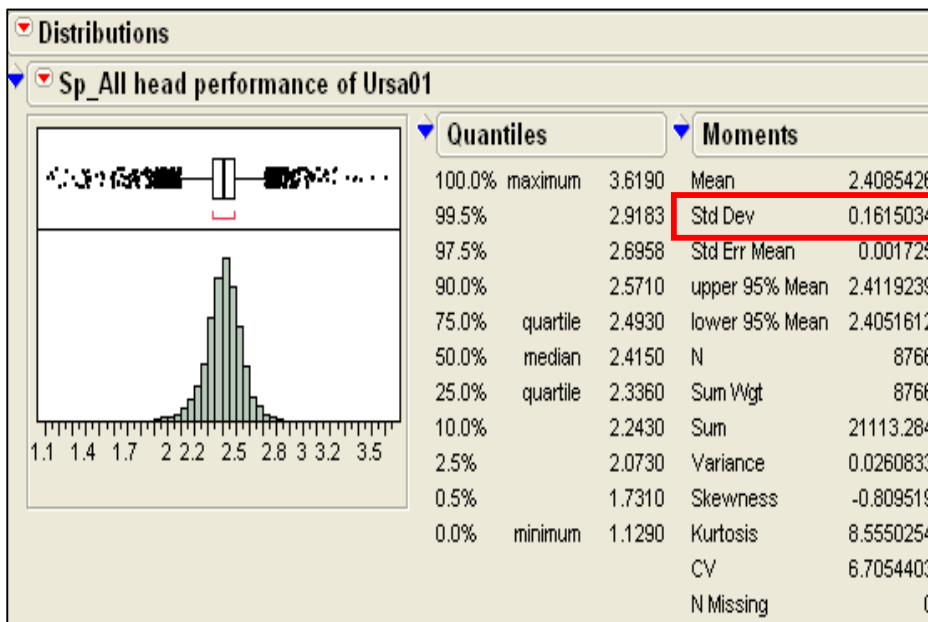 Distributions
Sp_All head performance of Ursa01
Quantiles
100.0% maximum 3.6190
99.5% 2.9183
97.5% 2.6958
90.0% 2.5710
75.0% quartile 2.4930
50.0% median 2.4150
25.0% quartile 2.3360
10.0% 2.2430
2.5% 2.0730
0.5% 1.7310
0.0% minimum 1.1290
Moments
Mean 2.4085426
Std Dev 0.1615034
Std Err Mean 0.001725
upper 95% Mean 2.4119239
lower 95% Mean 2.4051612
N 8766
Sum Wgt 8766
Sum 21113.284
Variance 0.0260833
Skewness -0.809519
Kurtosis 8.5550254
CV 6.7054403
N Missing 0
1.1 1.4 1.7 2 2.2 2.5 2.8 3 3.2 3.5